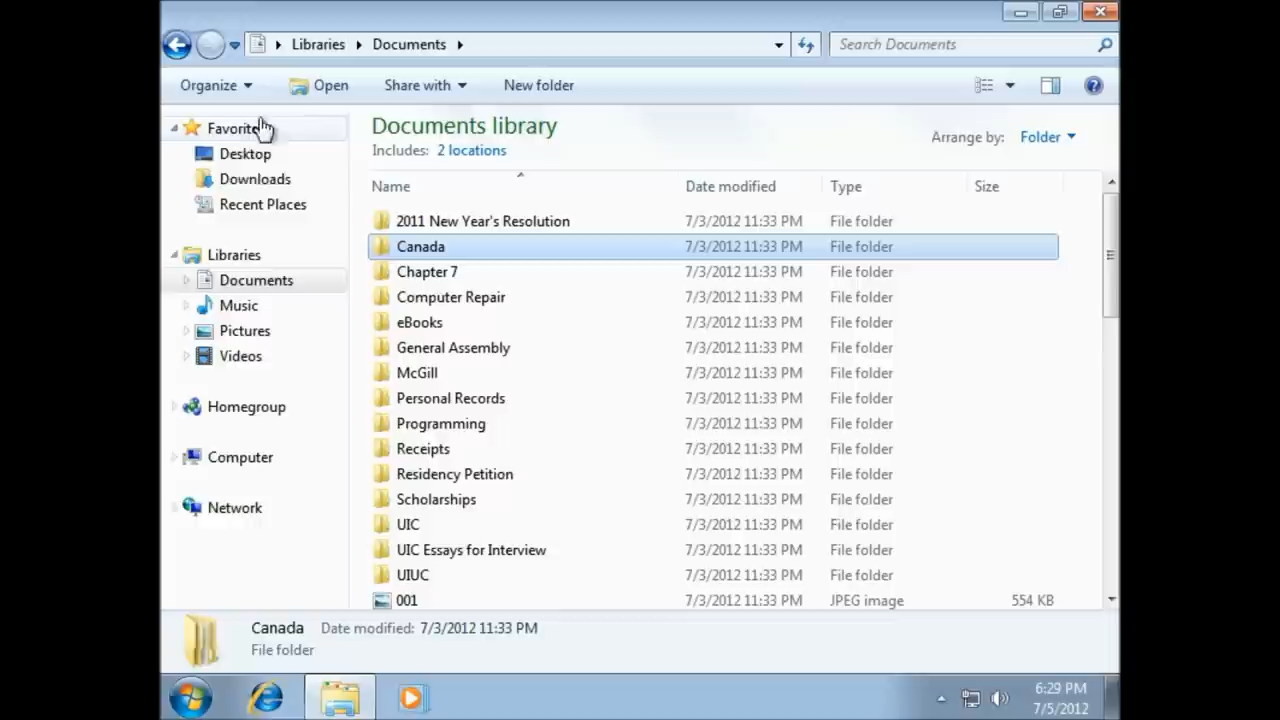 Libraries Documents
Search Documents
Organize Open Share with New folder
Favorite
Desktop
Downloads
Recent Places
Libraries
Documents
Music
Pictures
Videos
Homegroup
Computer
Network
Documents library
Includes: 2 locations
Arrange by: Folder
Name Date modified Type Size
2011 New Year's Resolution 7/3/2012 11:33 PM File folder
Canada 7/3/2012 11:33 PM File folder
Chapter 7 7/3/2012 11:33 PM File folder
Computer Repair 7/3/2012 11:33 PM File folder
eBooks 7/3/2012 11:33 PM File folder
General Assembly 7/3/2012 11:33 PM File folder
McGill 7/3/2012 11:33 PM File folder
Personal Records 7/3/2012 11:33 PM File folder
Programming 7/3/2012 11:33 PM File folder
Receipts 7/3/2012 11:33 PM File folder
Residency Petition 7/3/2012 11:33 PM File folder
Scholarships 7/3/2012 11:33 PM File folder
UIC 7/3/2012 11:33 PM File folder
UIC Essays for Interview 7/3/2012 11:33 PM File folder
UIUC 7/3/2012 11:33 PM File folder
001 7/3/2012 11:33 PM JPEG image 554 KB
Canada Date modified: 7/3/2012 11:33 PM
File folder
6:29 PM
7/5/2012